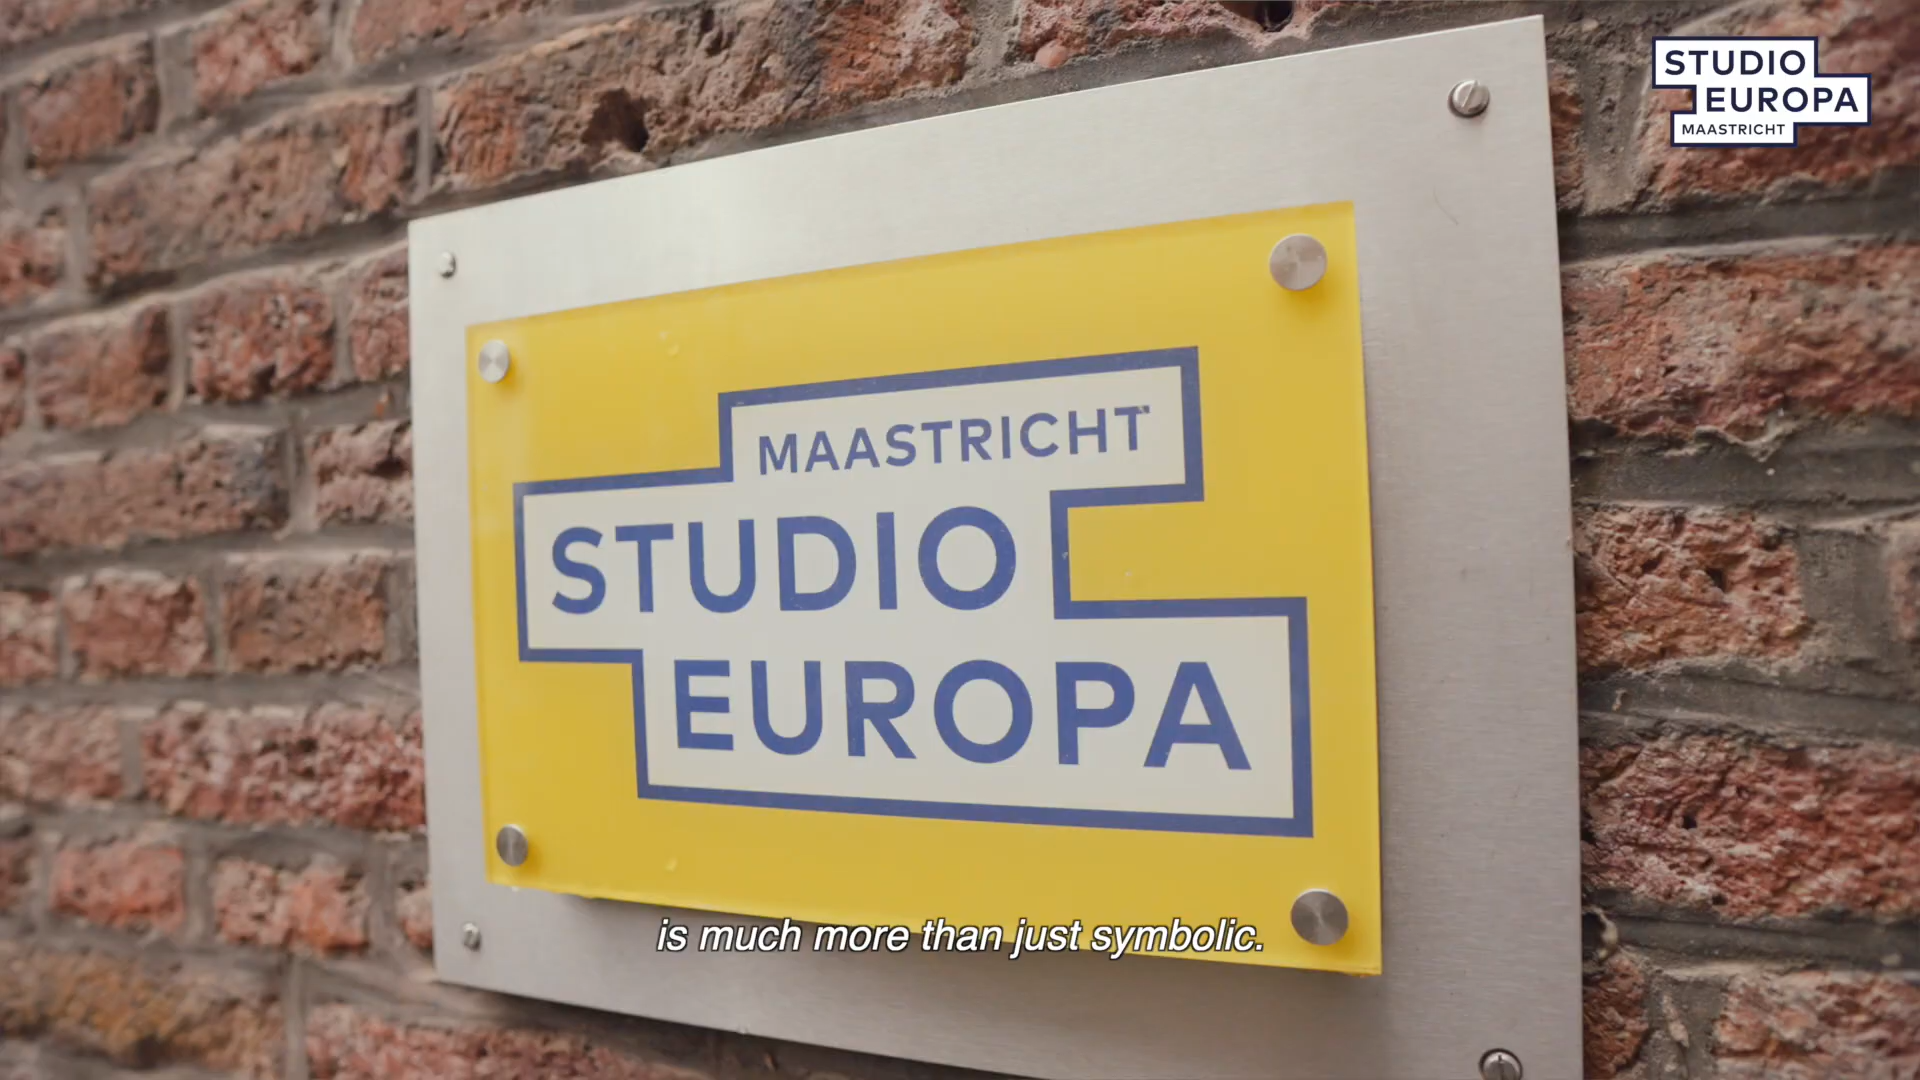 STUDIO
EUROPA
MAASTRICHT
MAASTRICHT
STUDIO
EUROPA
is much more than just symbolic.